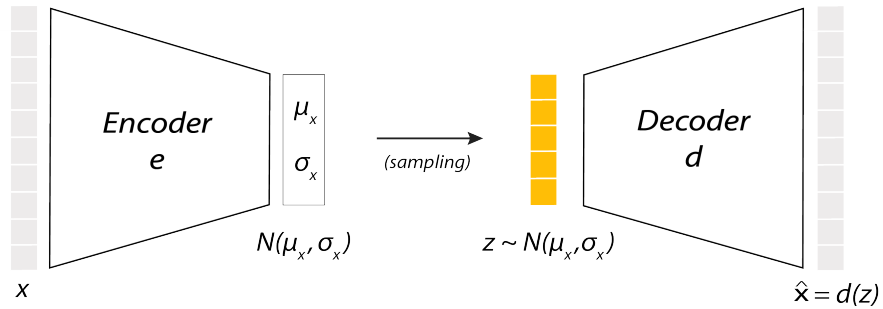 Encoder
e
μₓ
σₓ
N(μₓ,σₓ)
x
(sampling)
z ~ N(μₓ,σₓ)
Decoder
d
x̂ = d(z)